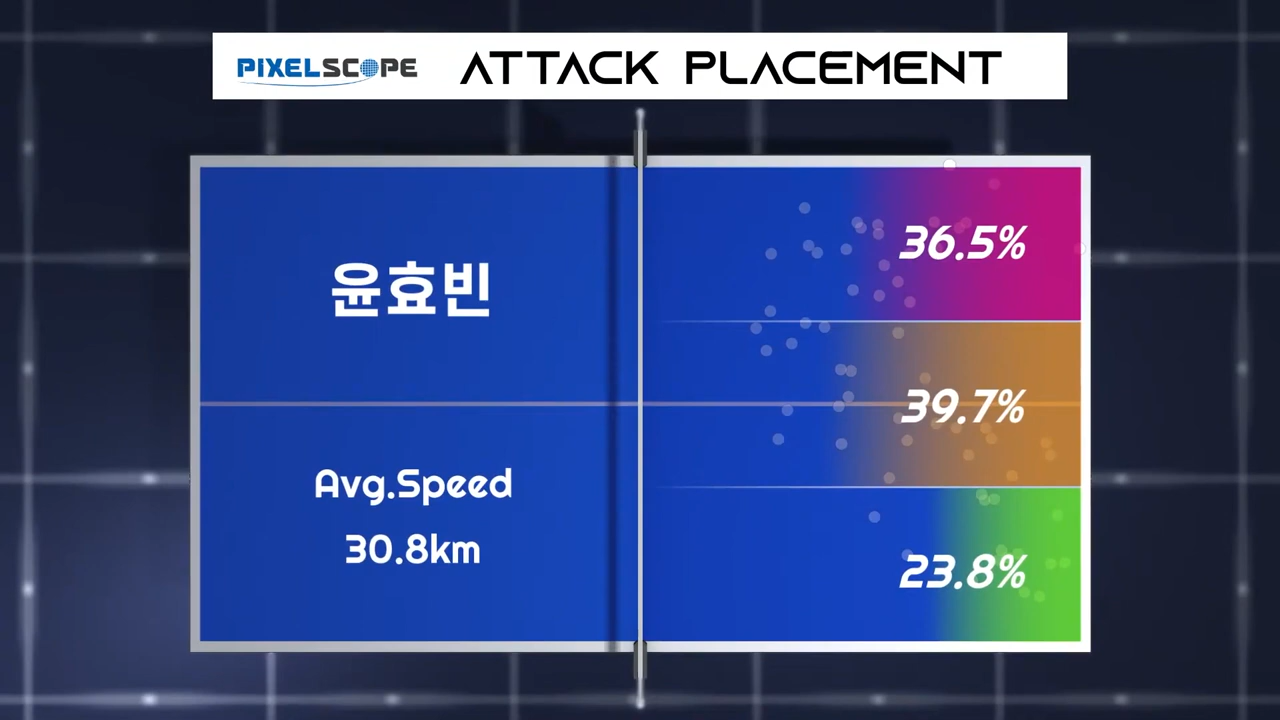 PIXELSCOPE
ATTACK PLACEMENT
윤효빈
Avg.Speed
30.8km
36.5%
39.7%
23.8%